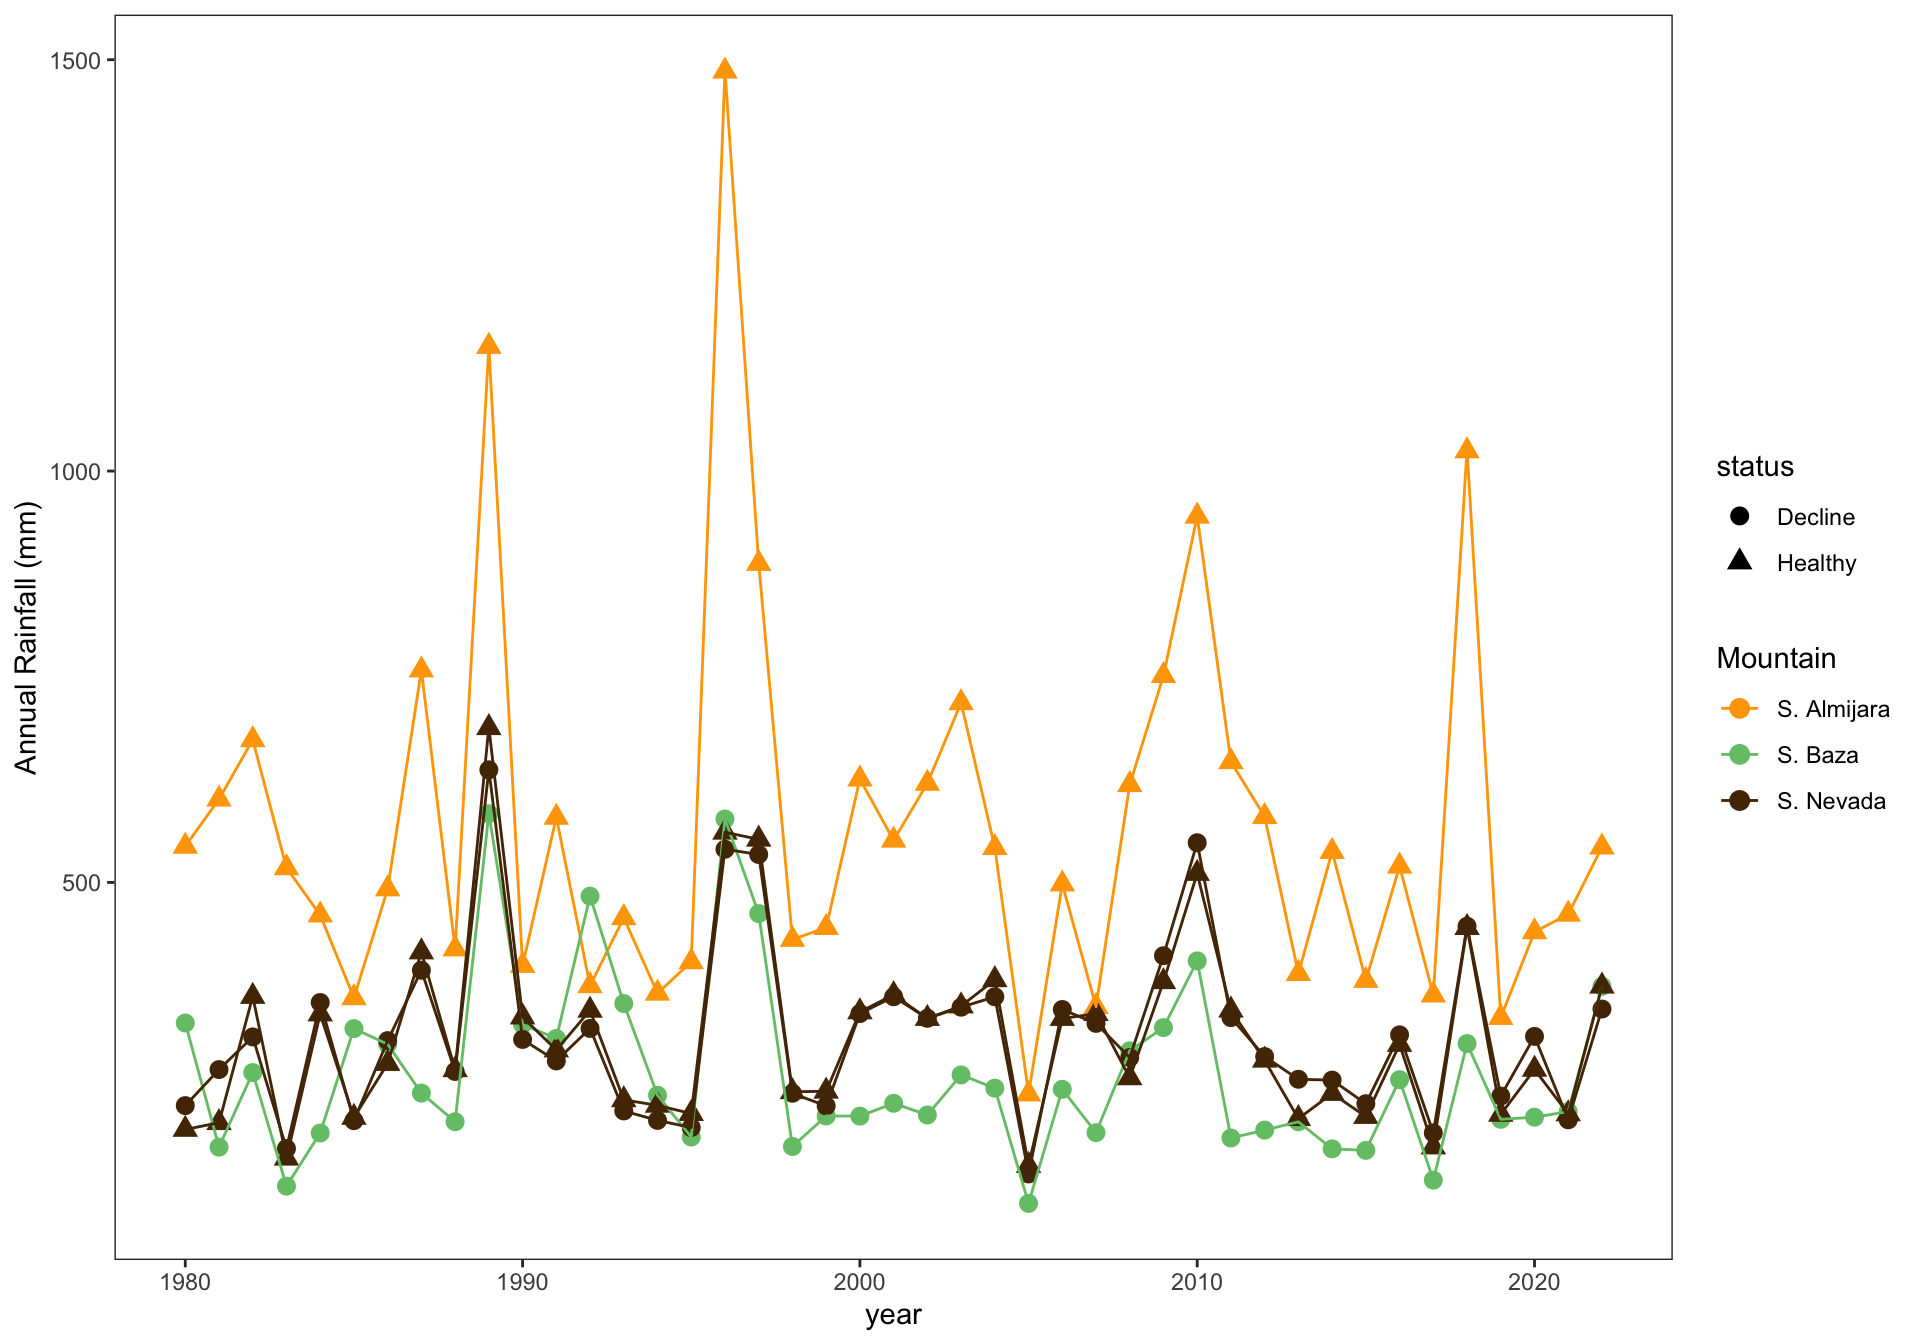 1500
1000
500
Annual Rainfall (mm)
1980
1990
2000
2010
2020
year
status
Decline
Healthy
Mountain
S. Almijara
S. Baza
S. Nevada